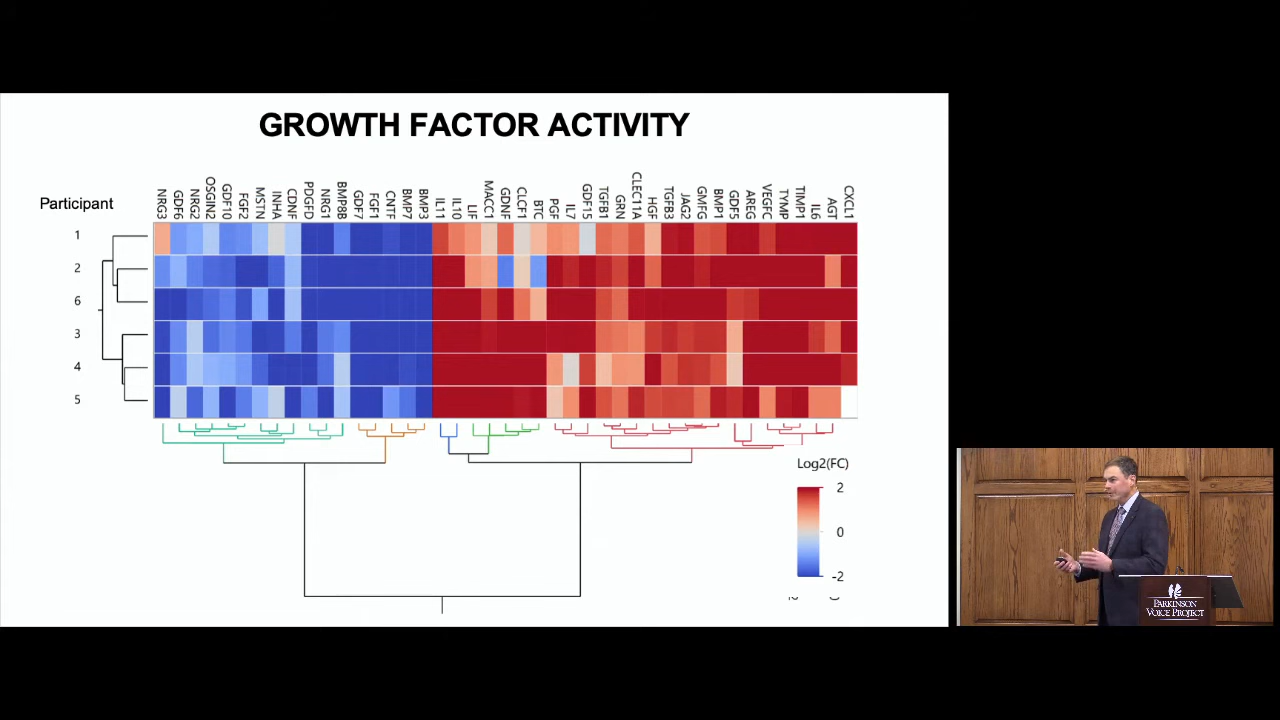 GROWTH FACTOR ACTIVITY
Participant
NRG3 GDF6 NRG2 OSGIN2 GDF10 FGF2 MSTN INHA CDNF PDGFD NRG1 BMP8B GDF7 FGF1 CNTF BMP7 BMP3 IL11 IL10 LIF MACC1 GDNF CLCF1 BTC PGF IL7 GDF15 TGFB1 GRN CLEC11A HGF TGFB3 JAG2 GMFG BMP1 GDF5 AREG VEGFC TYMP TIMP1 IL6 AGT CXCL1
1
2
6
3
4
5
Log2(FC)
2
0
-2
PARKINSON
VOICE PROJECT